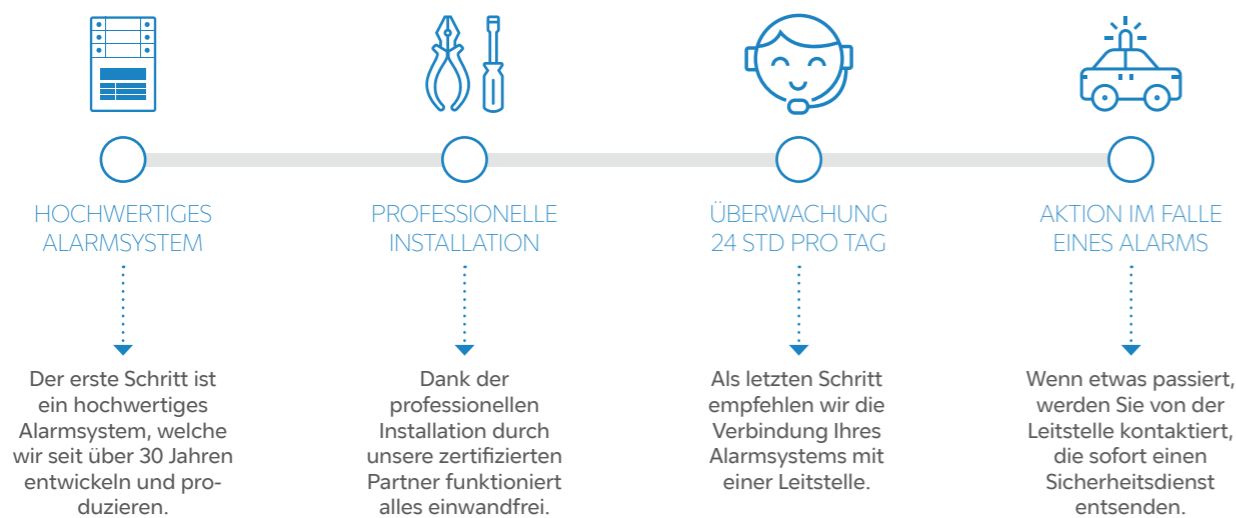 HOCHWERTIGES
ALARMSYSTEM
PROFESSIONELLE
INSTALLATION
ÜBERWACHUNG
24 STD PRO TAG
AKTION IM FALLE
EINES ALARMS
Der erste Schritt ist
ein hochwertiges
Alarmsystem, welche
wir seit über 30 Jahren
entwickeln und pro-
duzieren.
Dank der
professionellen
Installation durch
unsere zertifizierten
Partner funktioniert
alles einwandfrei.
Als letzten Schritt
empfehlen wir die
Verbindung Ihres
Alarmsystems mit
einer Leitstelle.
Wenn etwas passiert,
werden Sie von der
Leitstelle kontaktiert,
die sofort einen
Sicherheitsdienst
entsenden.